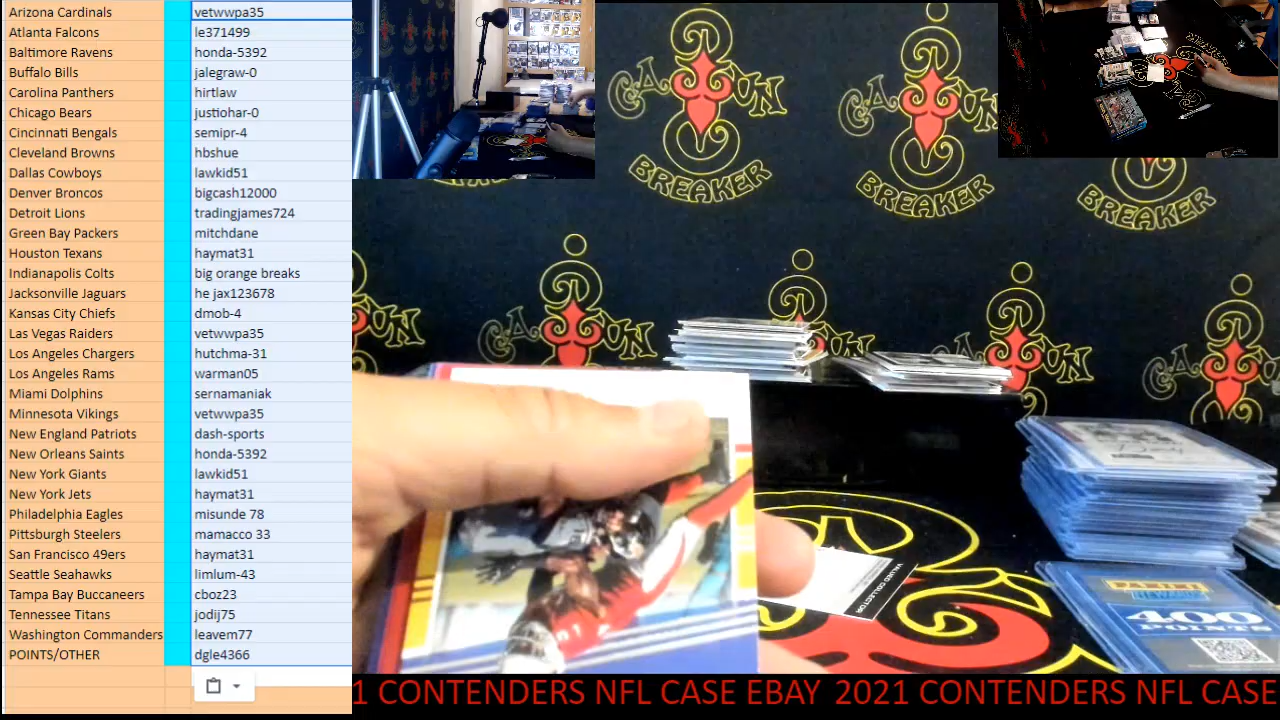 Arizona Cardinals vetwwpa35
Atlanta Falcons le371499
Baltimore Ravens honda-5392
Buffalo Bills jalegraw-0
Carolina Panthers hirtlaw
Chicago Bears justiohar-0
Cincinnati Bengals semipr-4
Cleveland Browns hbshue
Dallas Cowboys lawkid51
Denver Broncos bigcash12000
Detroit Lions tradingjames724
Green Bay Packers mitchdane
Houston Texans haymat31
Indianapolis Colts big orange breaks
Jacksonville Jaguars he jax123678
Kansas City Chiefs dmob-4
Las Vegas Raiders vetwwpa35
Los Angeles Chargers hutchma-31
Los Angeles Rams warman05
Miami Dolphins sernamaniak
Minnesota Vikings vetwwpa35
New England Patriots dash-sports
New Orleans Saints honda-5392
New York Giants lawkid51
New York Jets haymat31
Philadelphia Eagles misunde 78
Pittsburgh Steelers mamacco 33
San Francisco 49ers haymat31
Seattle Seahawks limlum-43
Tampa Bay Buccaneers cboz23
Tennessee Titans jodij75
Washington Commanders leavem77
POINTS/OTHER dgle4366
CAJUN
BREAKER
CAJUN
BREAKER
BREAKER
VALUED COLLECTOR
PANINI
REWARDS
400
POINTS
1 CONTENDERS NFL CASE EBAY 2021 CONTENDERS NFL CASE